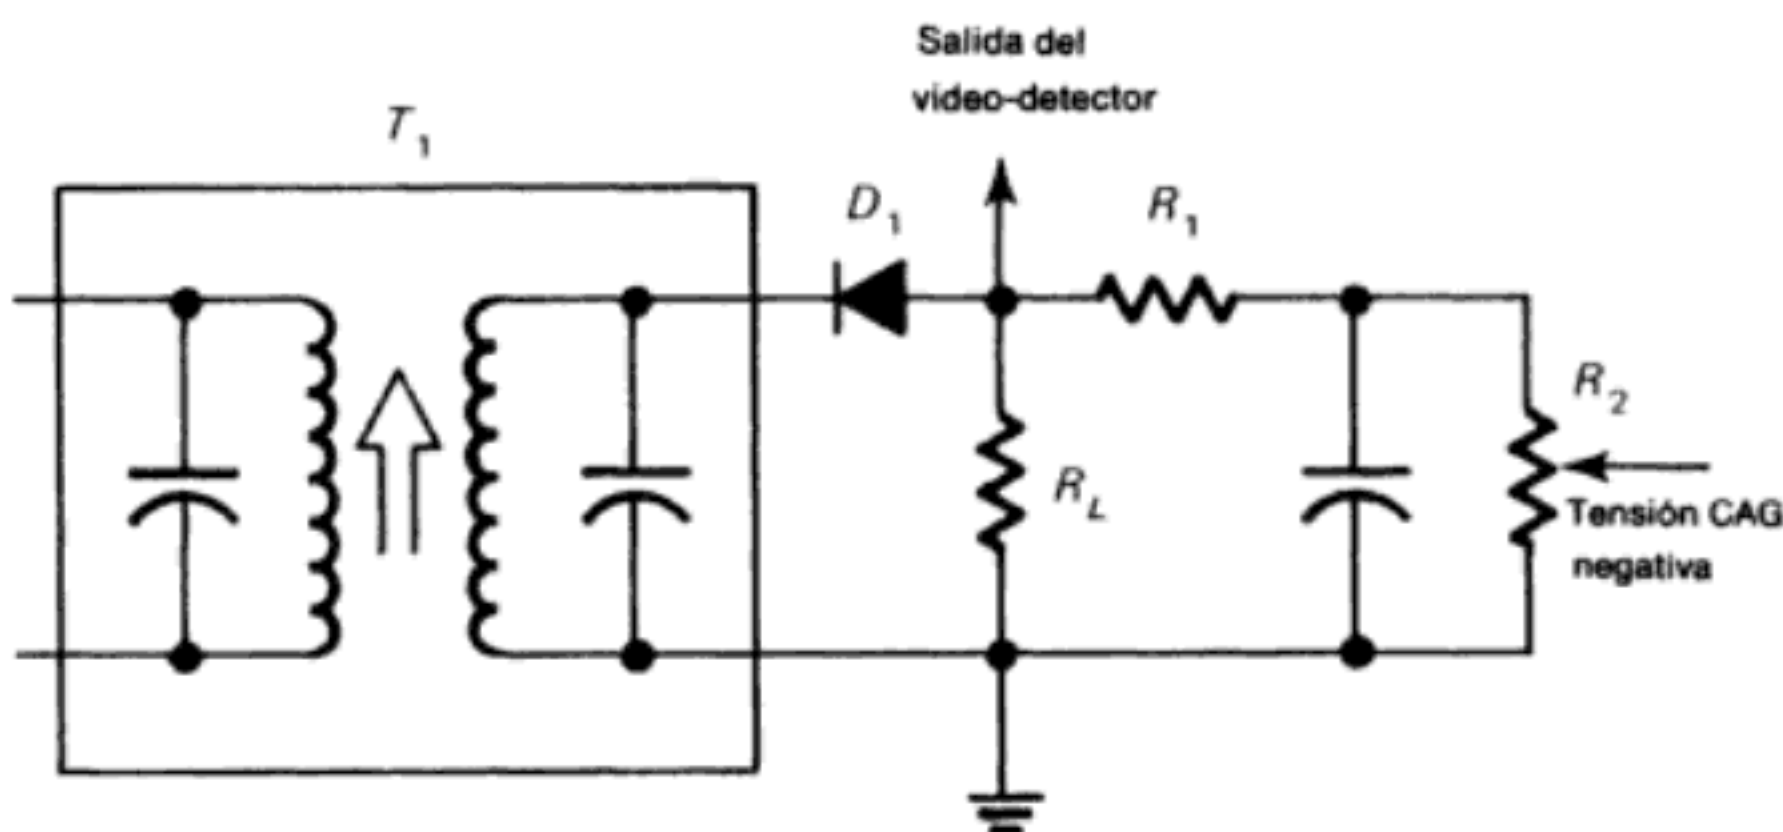 Salida del
video-detector
T1
D1
R1
R2
RL
Tensión CAG
negativa